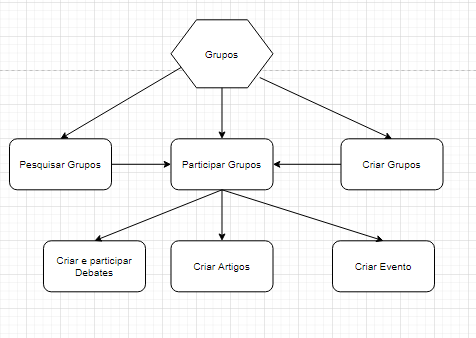 Grupos
Pesquisar Grupos
Participar Grupos
Criar Grupos
Criar e participar
Debates
Criar Artigos
Criar Evento